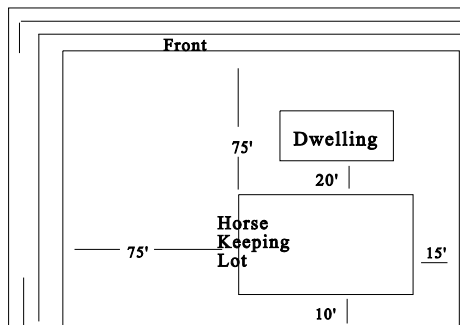 Front
Dwelling
75'
20'
Horse
Keeping
Lot
75'
15'
10'